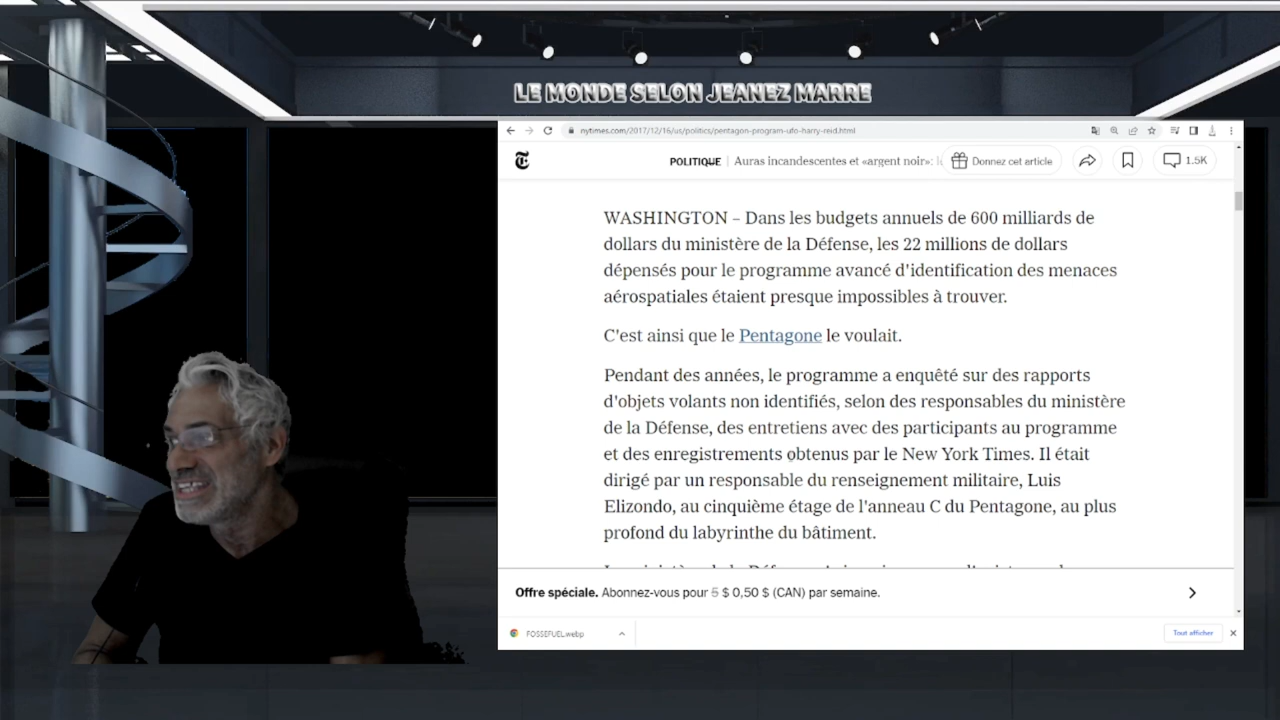 LE MONDE SELON JEANEZ MARRE
nytimes.com/2017/12/16/us/politics/pentagon-program-ufo-harry-reid.html
POLITIQUE | Auras incandescentes et «argent noir»:
Donnez cet article
1.5K
WASHINGTON – Dans les budgets annuels de 600 milliards de
dollars du ministère de la Défense, les 22 millions de dollars
dépensés pour le programme avancé d'identification des menaces
aérospatiales étaient presque impossibles à trouver.
C'est ainsi que le Pentagone le voulait.
Pendant des années, le programme a enquêté sur des rapports
d'objets volants non identifiés, selon des responsables du ministère
de la Défense, des entretiens avec des participants au programme
et des enregistrements obtenus par le New York Times. Il était
dirigé par un responsable du renseignement militaire, Luis
Elizondo, au cinquième étage de l'anneau C du Pentagone, au plus
profond du labyrinthe du bâtiment.
Offre spéciale. Abonnez-vous pour 5 $ 0,50 $ (CAN) par semaine.
FOSSEFUEL.webp
Tout afficher